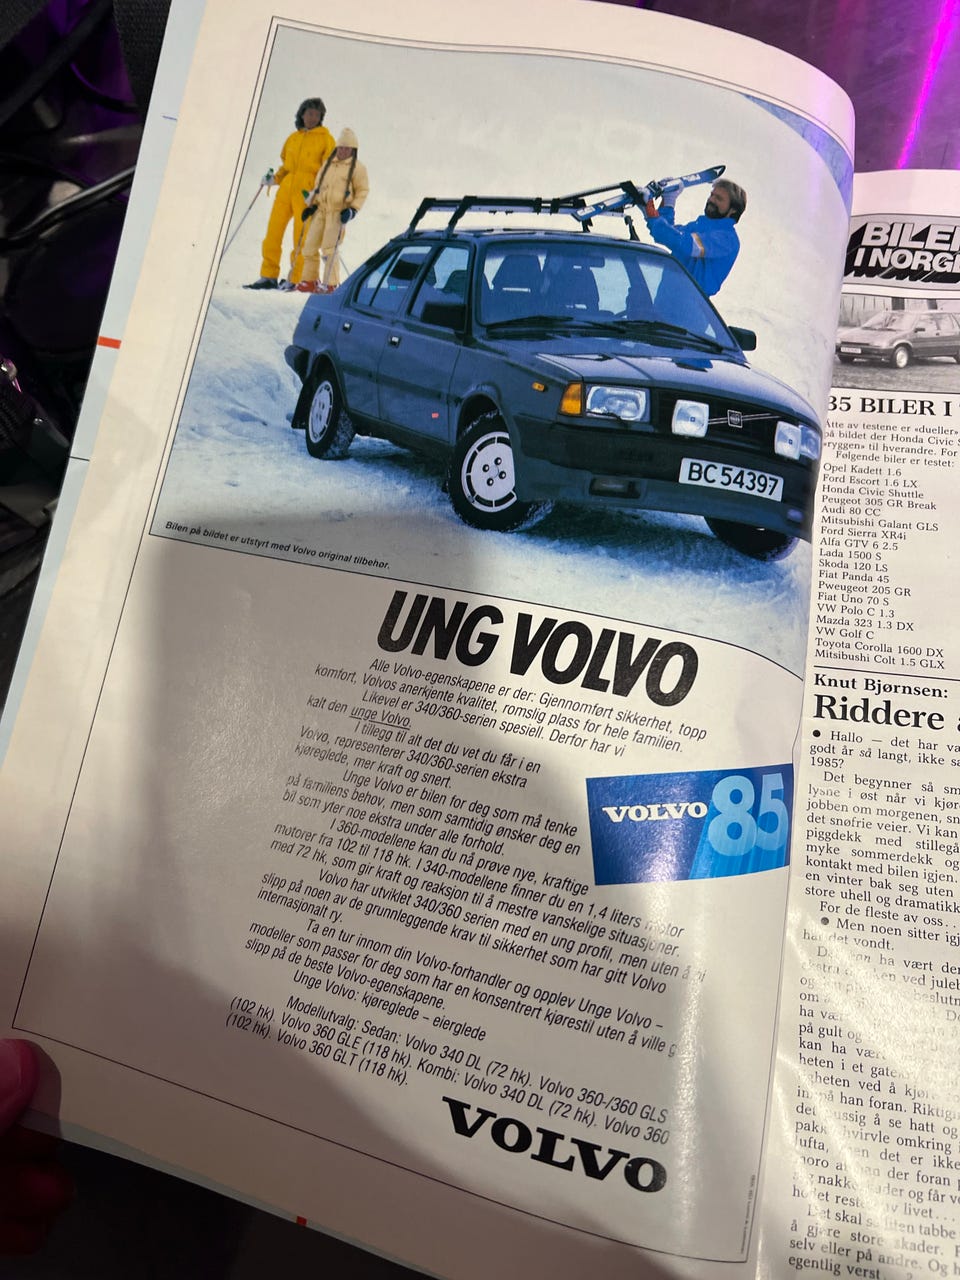 BC 54397
Bilen på bildet er utstyrt med Volvo original tilbehør.
UNG VOLVO
Alle Volvo-egenskapene er der: Gjennomført sikkerhet, topp
komfort, Volvos anerkjente kvalitet, romslig plass for hele familien.
Likevel er 340/360-serien spesiell. Derfor har vi
kalt den unge Volvo.
I tillegg til alt det du vet du får i en
Volvo, representerer 340/360-serien ekstra
kjøreglede, mer kraft og snert.
Unge Volvo er bilen for deg som må tenke
på familiens behov, men som samtidig ønsker deg en
bil som yter noe ekstra under alle forhold.
I 360-modellene kan du nå prøve nye, kraftige
motorer fra 102 til 118 hk. I 340-modellene finner du en 1,4 liters motor
med 72 hk, som gir kraft og reaksjon til å mestre vanskelige situasjoner.
Volvo har utviklet 340/360 serien med en ung profil, men uten å gi
slipp på noen av de grunnleggende krav til sikkerhet som har gitt Volvo
internasjonalt ry.
Ta en tur innom din Volvo-forhandler og opplev Unge Volvo –
modeller som passer for deg som har en konsentrert kjørestil uten å ville g
slipp på de beste Volvo-egenskapene.
Unge Volvo: kjøreglede – eierglede
Modellutvalg: Sedan: Volvo 340 DL (72 hk). Volvo 360-/360 GLS
(102 hk). Volvo 360 GLE (118 hk). Kombi: Volvo 340 DL (72 hk). Volvo 360
(102 hk). Volvo 360 GLT (118 hk).
VOLVO 85
VOLVO
BILE
I NORGE
35 BILER I
Åtte av testene er «dueller»
på bildet der Honda Civic S
«ryggen» til hverandre. For
Følgende biler er testet:
Opel Kadett 1.6
Ford Escort 1.6 LX
Honda Civic Shuttle
Peugeot 305 GR Break
Audi 80 CC
Mitsubishi Galant GLS
Ford Sierra XR4i
Alfa GTV 6 2.5
Lada 1500 S
Skoda 120 LS
Fiat Panda 45
Pweugeot 205 GR
Fiat Uno 70 S
VW Polo C 1.3
Mazda 323 1.3 DX
VW Golf C
Toyota Corolla 1600 DX
Mitsibushi Colt 1.5 GLX
Knut Bjørnsen:
Riddere
● Hallo — det har va
godt år så langt, ikke sa
1985?
Det begynner så sm
lysne i øst når vi kjør
jobben om morgenen, sn
det snøfrie veier. Vi kan
piggdekk med stillegå
myke sommerdekk og
kontakt med bilen igjen.
en vinter bak seg uten
store uhell og dramatikk
For de fleste av oss. .
● Men noen sitter igj
har det vondt.